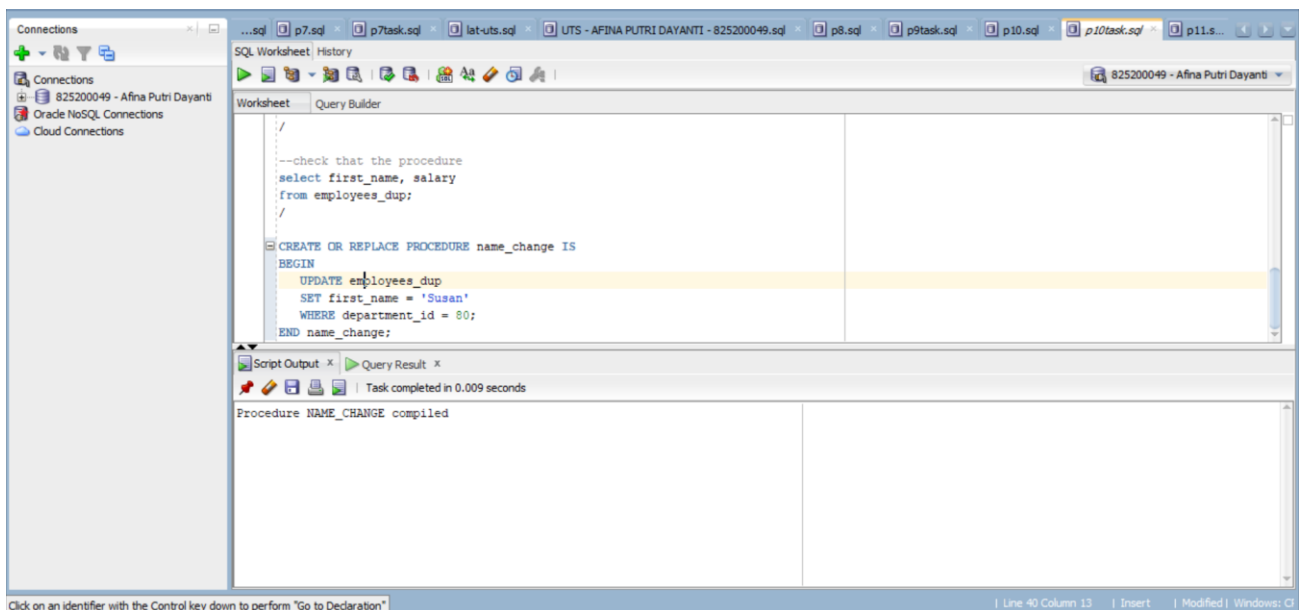 Connections
...sql
p7.sql
p7task.sql
lat-uts.sql
UTS - AFINA PUTRI DAYANTI - 825200049.sql
p8.sql
p9task.sql
p10.sql
p10task.sql
p11.s...
SQL Worksheet History
825200049 - Afina Putri Dayanti
Connections
825200049 - Afina Putri Dayanti
Oracle NoSQL Connections
Cloud Connections
Worksheet Query Builder
/
--check that the procedure
select first_name, salary
from employees_dup;
/
CREATE OR REPLACE PROCEDURE name_change IS
BEGIN
UPDATE employees_dup
SET first_name = 'Susan'
WHERE department_id = 80;
END name_change;
Script Output x Query Result x
Task completed in 0.009 seconds
Procedure NAME_CHANGE compiled
Click on an identifier with the Control key down to perform "Go to Declaration"
| Line 40 Column 13 | Insert | Modified | Windows: Cl